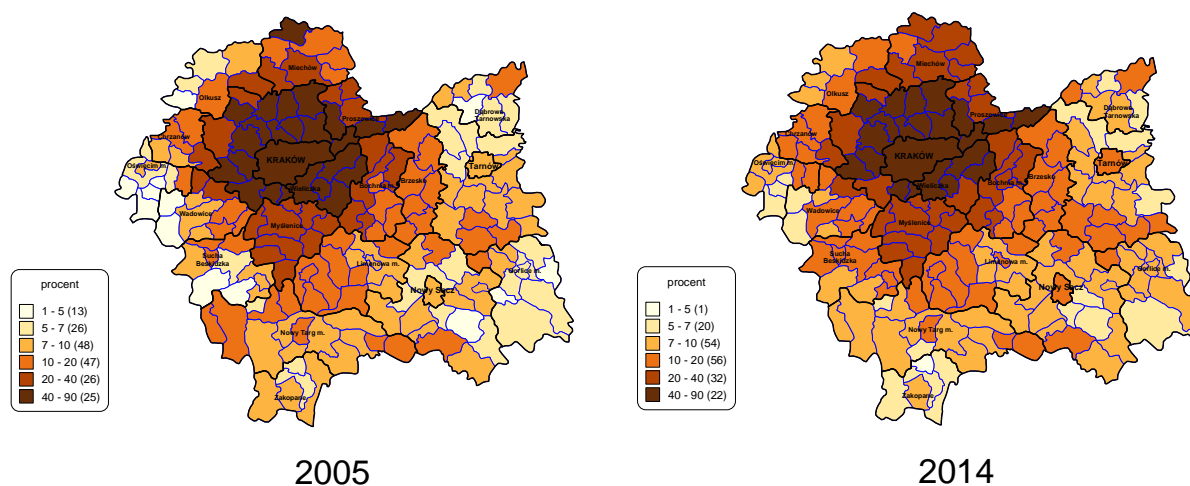 Miechów
Olkusz
Proszowice
Dąbrowa
Tarnowska
Chrzanów
Oświęcim m.
KRAKÓW
Tarnów
Wieliczka
Bochnia m.
Brzesko
Wadowice
Myślenice
Sucha
Beskidzka
Limanowa m.
Gorlice m.
Nowy Sącz
Nowy Targ m.
Zakopane
procent
1 - 5 (13)
5 - 7 (26)
7 - 10 (48)
10 - 20 (47)
20 - 40 (26)
40 - 90 (25)
2005
Miechów
Olkusz
Proszowice
Dąbrowa
Tarnowska
Chrzanów
Oświęcim m.
KRAKÓW
Tarnów
Wieliczka
Bochnia m.
Brzesko
Wadowice
Myślenice
Sucha
Beskidzka
Limanowa m.
Gorlice m.
Nowy Sącz
Nowy Targ m.
Zakopane
procent
1 - 5 (1)
5 - 7 (20)
7 - 10 (54)
10 - 20 (56)
20 - 40 (32)
40 - 90 (22)
2014